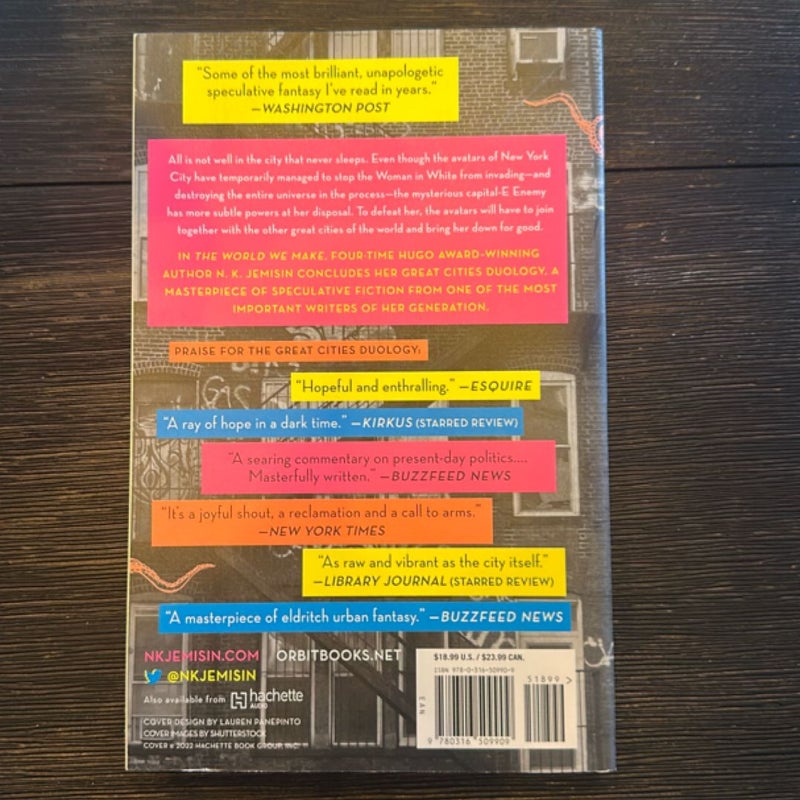 "Some of the most brilliant, unapologetic
speculative fantasy I've read in years."
—WASHINGTON POST
All is not well in the city that never sleeps. Even though the avatars of New York
City have temporarily managed to stop the Woman in White from invading—and
destroying the entire universe in the process—the mysterious capital-E Enemy
has more subtle powers at her disposal. To defeat her, the avatars will have to join
together with the other great cities of the world and bring her down for good.
IN THE WORLD WE MAKE, FOUR-TIME HUGO AWARD–WINNING
AUTHOR N. K. JEMISIN CONCLUDES HER GREAT CITIES DUOLOGY. A
MASTERPIECE OF SPECULATIVE FICTION FROM ONE OF THE MOST
IMPORTANT WRITERS OF HER GENERATION.
PRAISE FOR THE GREAT CITIES DUOLOGY:
"Hopeful and enthralling." —ESQUIRE
"A ray of hope in a dark time." —KIRKUS (STARRED REVIEW)
"A searing commentary on present-day politics....
Masterfully written." —BUZZFEED NEWS
"It's a joyful shout, a reclamation and a call to arms."
—NEW YORK TIMES
"As raw and vibrant as the city itself."
—LIBRARY JOURNAL (STARRED REVIEW)
"A masterpiece of eldritch urban fantasy." —BUZZFEED NEWS
NKJEMISIN.COM ORBITBOOKS.NET
@NKJEMISIN
Also available from hachette
AUDIO
COVER DESIGN BY LAUREN PANEPINTO
COVER IMAGES BY SHUTTERSTOCK
COVER © 2022 HACHETTE BOOK GROUP, INC.
$18.99 U.S. / $23.99 CAN.
ISBN 978-0-316-50990-9
51899 >
EAN
9 780316 509909